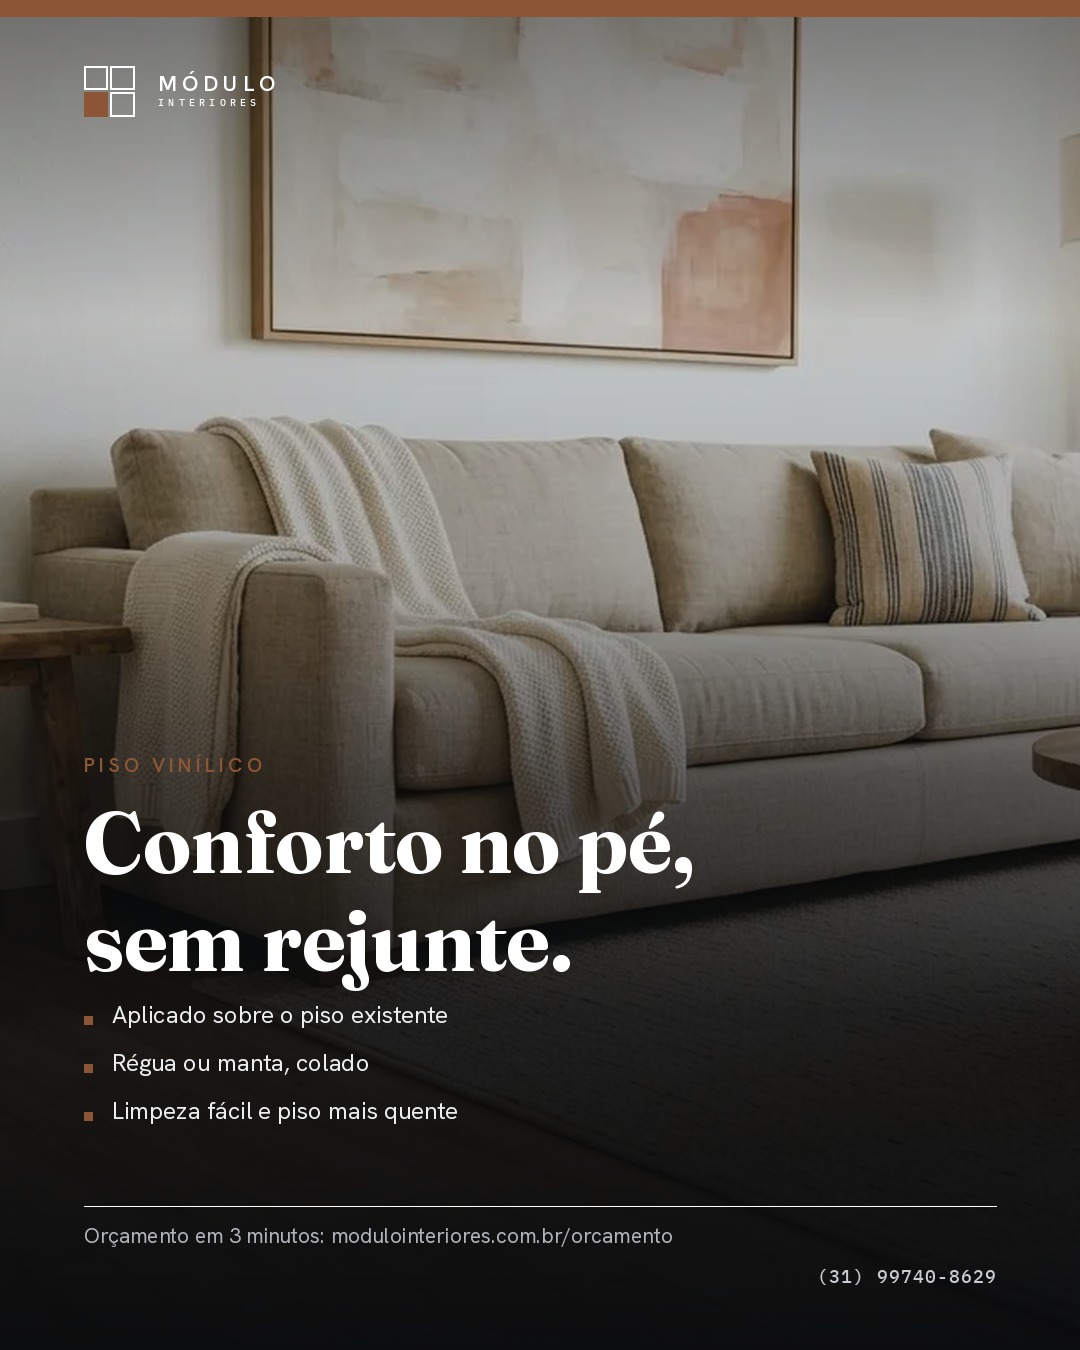 MÓDULO
INTERIORES
PISO VINÍLICO
Conforto no pé,
sem rejunte.
Aplicado sobre o piso existente
Régua ou manta, colado
Limpeza fácil e piso mais quente
Orçamento em 3 minutos: modulointeriores.com.br/orcamento
(31) 99740-8629